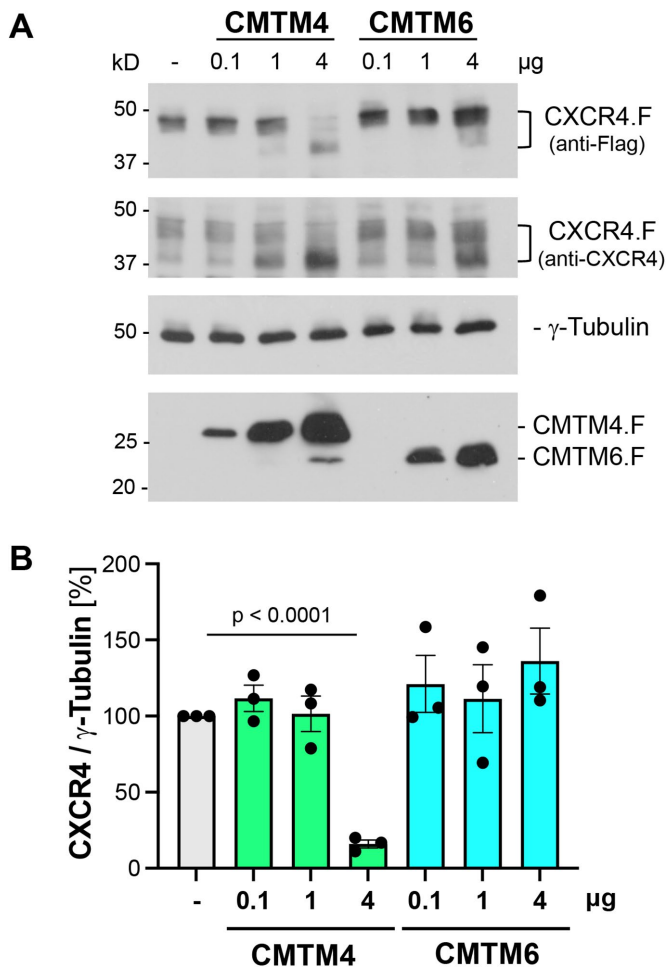 A
CMTM4 CMTM6
kD - 0.1 1 4 0.1 1 4 µg
50 -
37 -
CXCR4.F
(anti-Flag)
50 -
37 -
CXCR4.F
(anti-CXCR4)
50 -
- γ-Tubulin
25 -
20 -
- CMTM4.F
- CMTM6.F
B
CXCR4 / γ-Tubulin [%]
200
150
100
50
0
p < 0.0001
- 0.1 1 4 0.1 1 4 µg
CMTM4 CMTM6